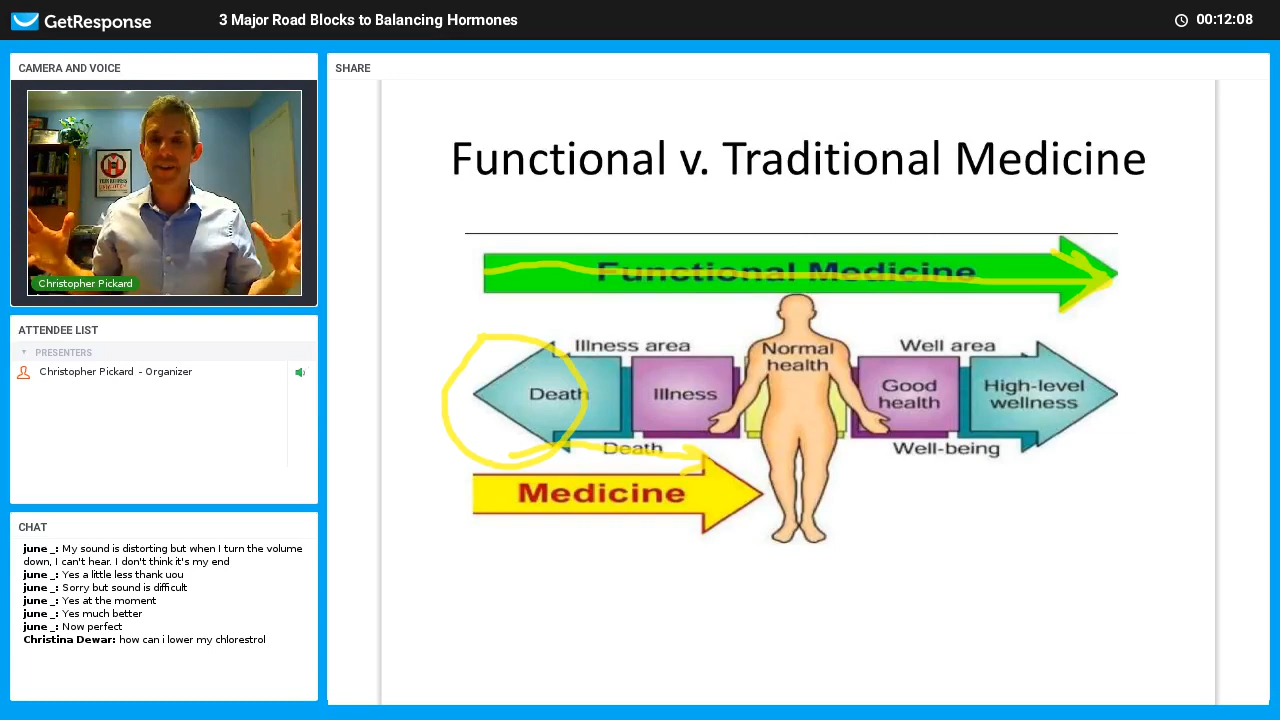 GetResponse
3 Major Road Blocks to Balancing Hormones
00:12:08
CAMERA AND VOICE
Christopher Pickard
ATTENDEE LIST
PRESENTERS
Christopher Pickard - Organizer
CHAT
june _: My sound is distorting but when I turn the volume
down, I can't hear. I don't think it's my end
june _: Yes a little less thank uou
june _: Sorry but sound is difficult
june _: Yes at the moment
june _: Yes much better
june _: Now perfect
Christina Dewar: how can i lower my chlorestrol
SHARE
Functional v. Traditional Medicine
Functional Medicine
Illness area
Normal
health
Well area
Death
Illness
Good
health
High-level
wellness
Death
Well-being
Medicine